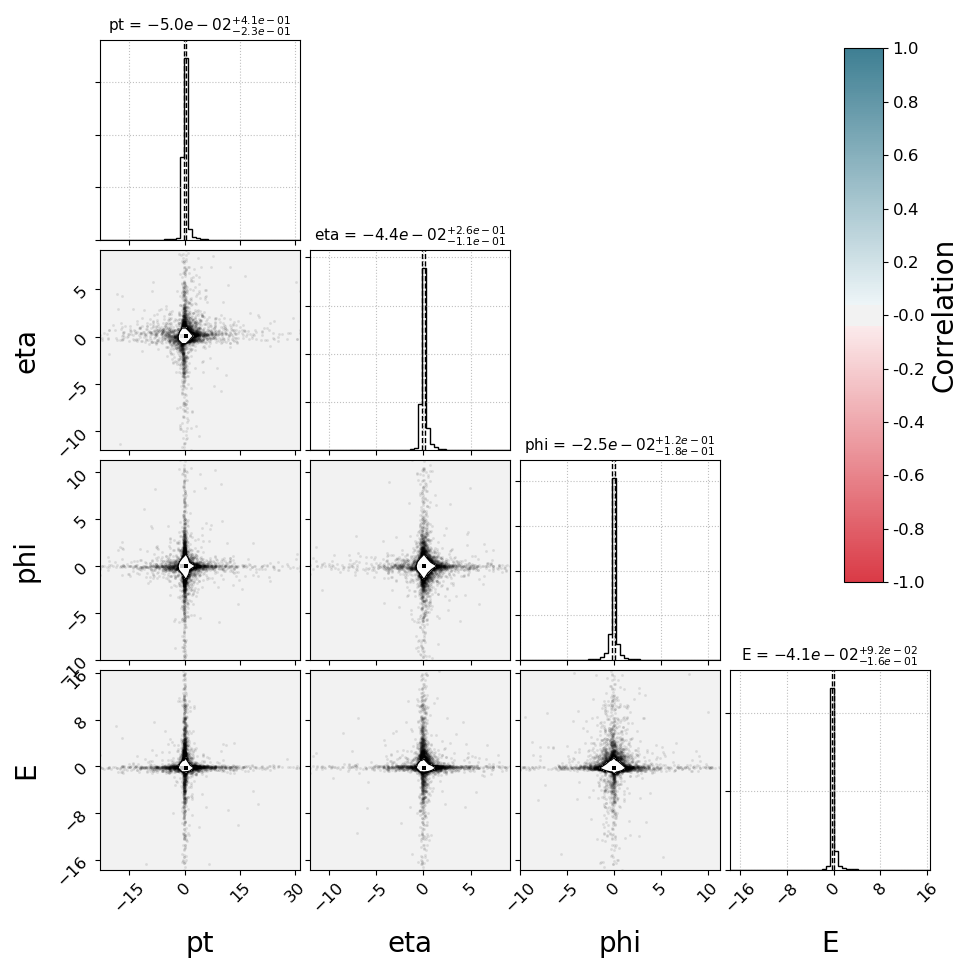 pt = −5.0e − 02 +4.1e−01 −2.3e−01
1.0
0.8
0.6
0.4
0.2
-0.0
-0.2
-0.4
-0.6
-0.8
-1.0
Correlation
eta = −4.4e − 02 +2.6e−01 −1.1e−01
eta
5
0
−5
−10
phi = −2.5e − 02 +1.2e−01 −1.8e−01
phi
10
5
0
−5
−10
E = −4.1e − 02 +9.2e−02 −1.6e−01
E
16
8
0
−8
−16
−15 0 15 30
−10 −5 0 5
−10 −5 0 5 10
−16 −8 0 8 16
pt eta phi E